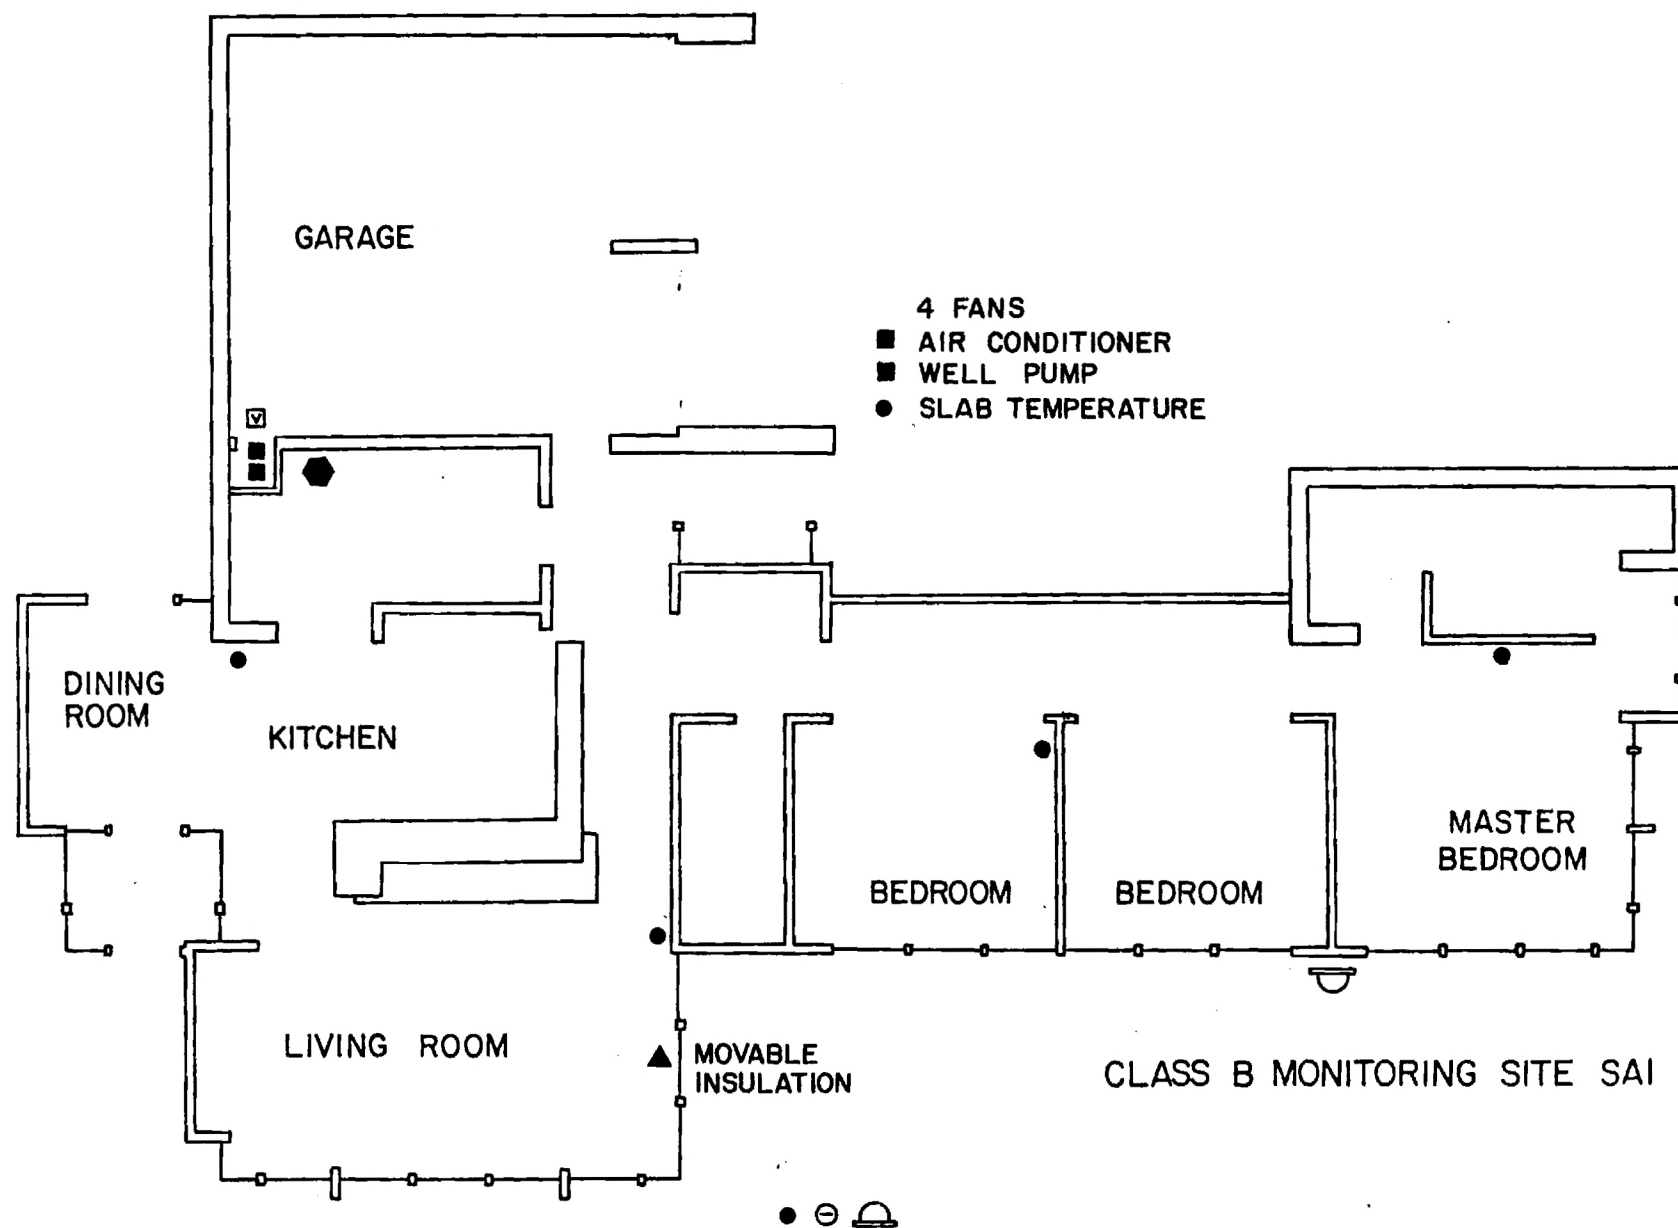 GARAGE
4 FANS
AIR CONDITIONER
WELL PUMP
SLAB TEMPERATURE
V
DINING
ROOM
KITCHEN
MASTER
BEDROOM
BEDROOM
BEDROOM
LIVING ROOM
MOVABLE
INSULATION
CLASS B MONITORING SITE SAI